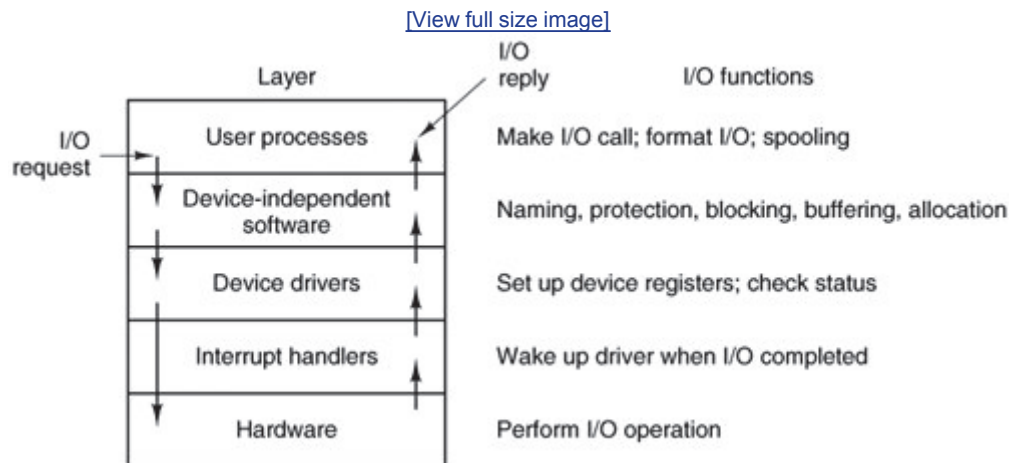 [View full size image]
I/O
reply
Layer
I/O functions
I/O
request
User processes
Make I/O call; format I/O; spooling
Device-independent
software
Naming, protection, blocking, buffering, allocation
Device drivers
Set up device registers; check status
Interrupt handlers
Wake up driver when I/O completed
Hardware
Perform I/O operation